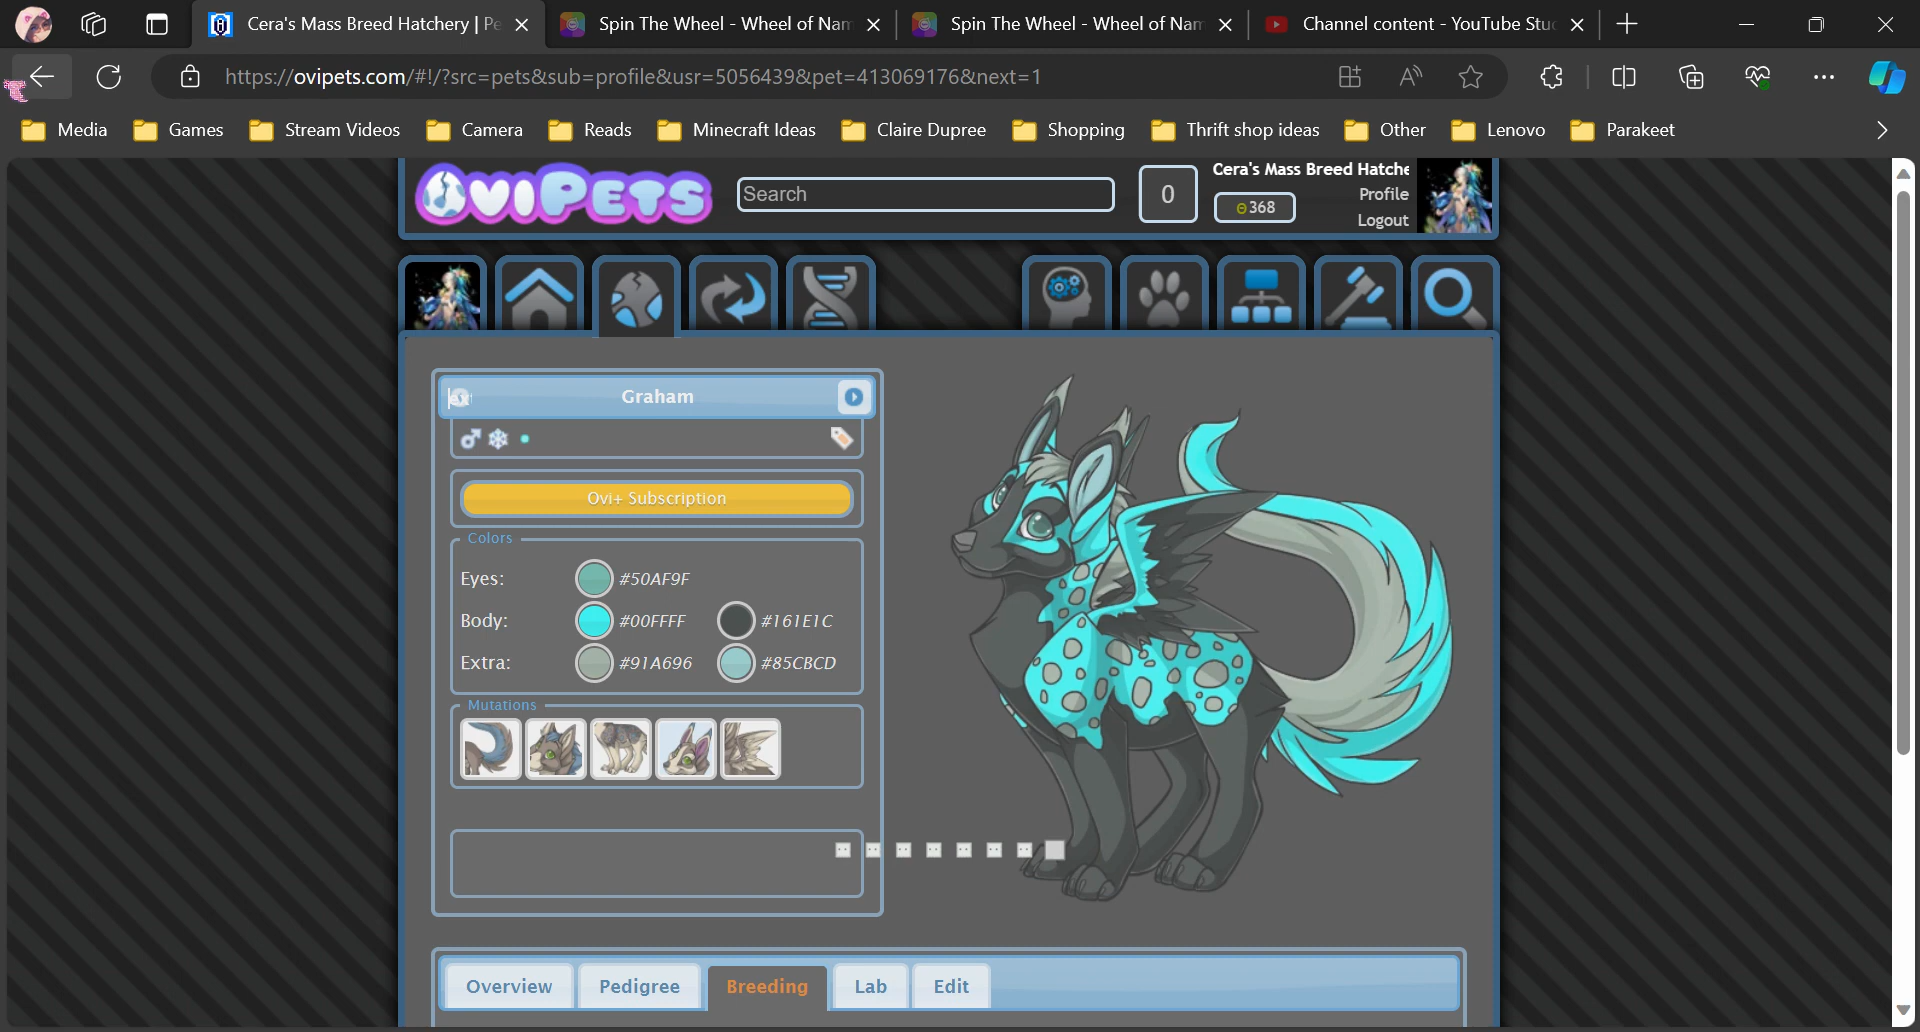 Cera's Mass Breed Hatchery | Pe
Spin The Wheel - Wheel of Nam
Spin The Wheel - Wheel of Nam
Channel content - YouTube Stu
https://ovipets.com/#!/?src=pets&sub=profile&usr=5056439&pet=413069176&next=1
Media
Games
Stream Videos
Camera
Reads
Minecraft Ideas
Claire Dupree
Shopping
Thrift shop ideas
Other
Lenovo
Parakeet
OviPets
Search
0
Cera's Mass Breed Hatche
368
Profile
Logout
Graham
Ovi+ Subscription
Colors
Eyes: #50AF9F
Body: #00FFFF #161E1C
Extra: #91A696 #85CBCD
Mutations
Overview
Pedigree
Breeding
Lab
Edit